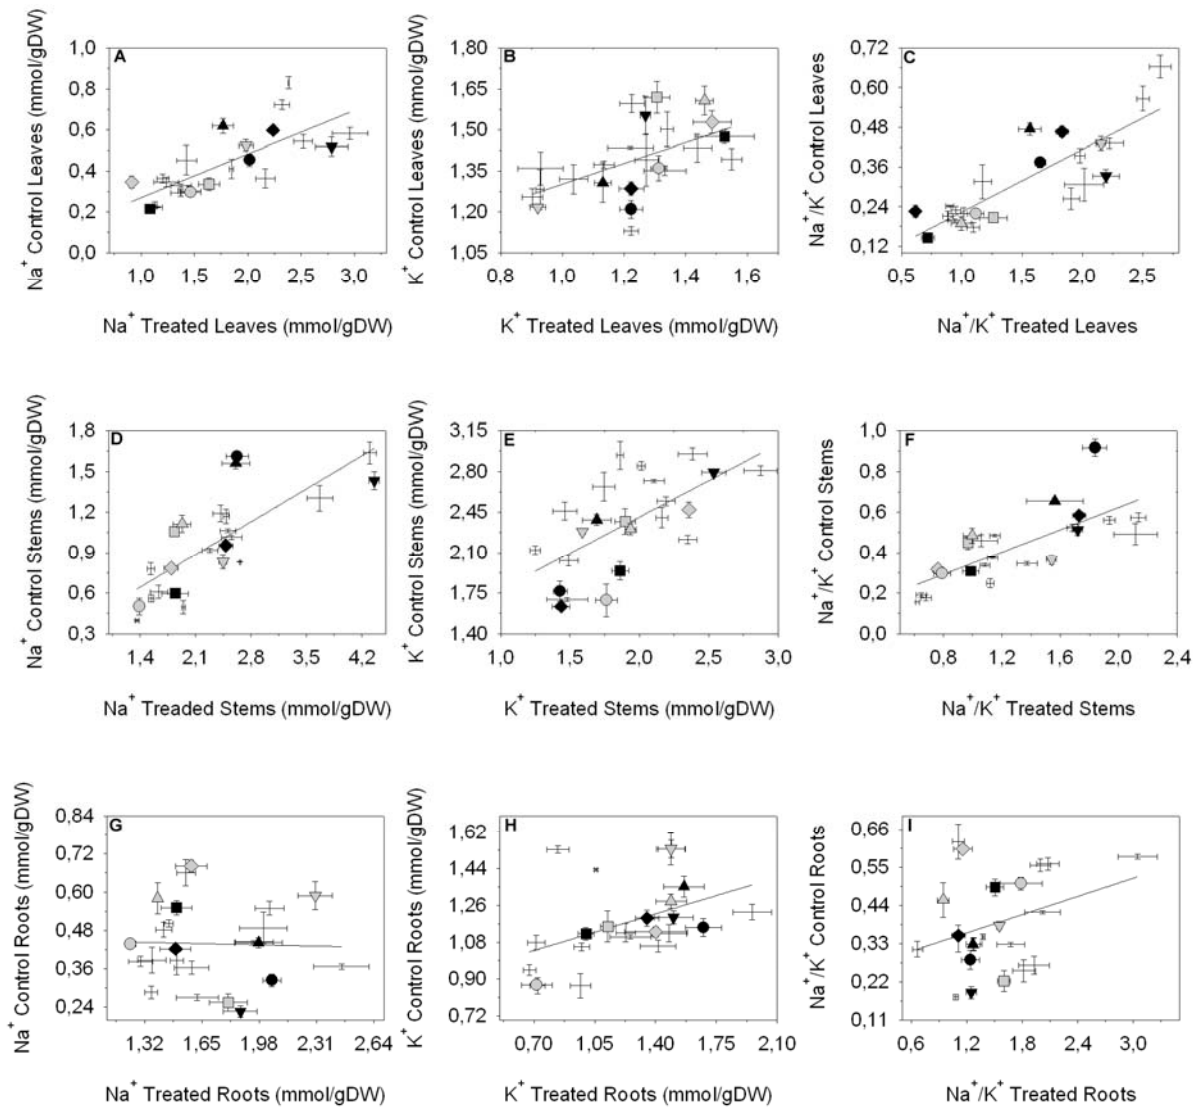 A
Na⁺ Control Leaves (mmol/gDW)
1,0
0,8
0,6
0,4
0,2
0,0
1,0 1,5 2,0 2,5 3,0
Na⁺ Treated Leaves (mmol/gDW)
B
K⁺ Control Leaves (mmol/gDW)
1,80
1,65
1,50
1,35
1,20
1,05
0,8 1,0 1,2 1,4 1,6
K⁺ Treated Leaves (mmol/gDW)
C
Na⁺/K⁺ Control Leaves
0,72
0,60
0,48
0,36
0,24
0,12
0,5 1,0 1,5 2,0 2,5
Na⁺/K⁺ Treated Leaves
D
Na⁺ Control Stems (mmol/gDW)
1,8
1,5
1,2
0,9
0,6
0,3
1,4 2,1 2,8 3,5 4,2
Na⁺ Treaded Stems (mmol/gDW)
E
K⁺ Control Stems (mmol/gDW)
3,15
2,80
2,45
2,10
1,75
1,40
1,0 1,5 2,0 2,5 3,0
K⁺ Treated Stems (mmol/gDW)
F
Na⁺/K⁺ Control Stems
1,0
0,8
0,6
0,4
0,2
0,0
0,8 1,2 1,6 2,0 2,4
Na⁺/K⁺ Treated Stems
G
Na⁺ Control Roots (mmol/gDW)
0,84
0,72
0,60
0,48
0,36
0,24
1,32 1,65 1,98 2,31 2,64
Na⁺ Treated Roots (mmol/gDW)
H
K⁺ Control Roots (mmol/gDW)
1,62
1,44
1,26
1,08
0,90
0,72
0,70 1,05 1,40 1,75 2,10
K⁺ Treated Roots (mmol/gDW)
I
Na⁺/K⁺ Control Roots
0,66
0,55
0,44
0,33
0,22
0,11
0,6 1,2 1,8 2,4 3,0
Na⁺/K⁺ Treated Roots